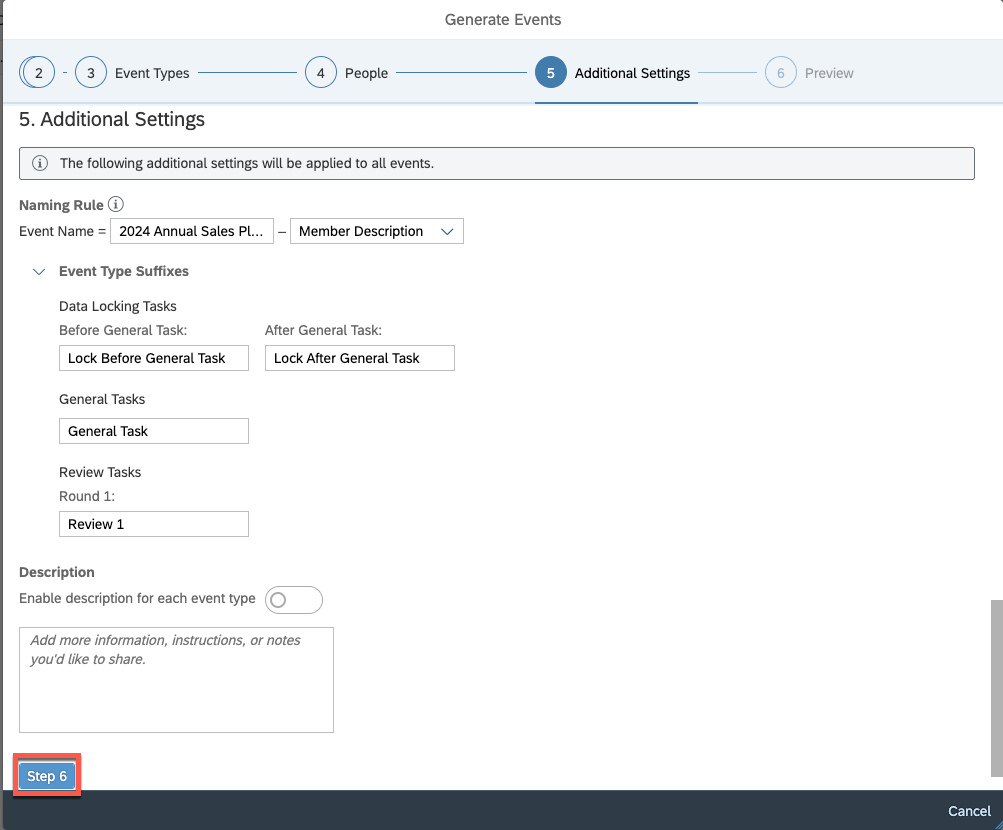 Generate Events
2 - 3 Event Types 4 People 5 Additional Settings 6 Preview
5. Additional Settings
The following additional settings will be applied to all events.
Naming Rule
Event Name = 2024 Annual Sales Pl... – Member Description
Event Type Suffixes
Data Locking Tasks
Before General Task: After General Task:
Lock Before General Task Lock After General Task
General Tasks
General Task
Review Tasks
Round 1:
Review 1
Description
Enable description for each event type
Add more information, instructions, or notes
you'd like to share.
Step 6
Cancel